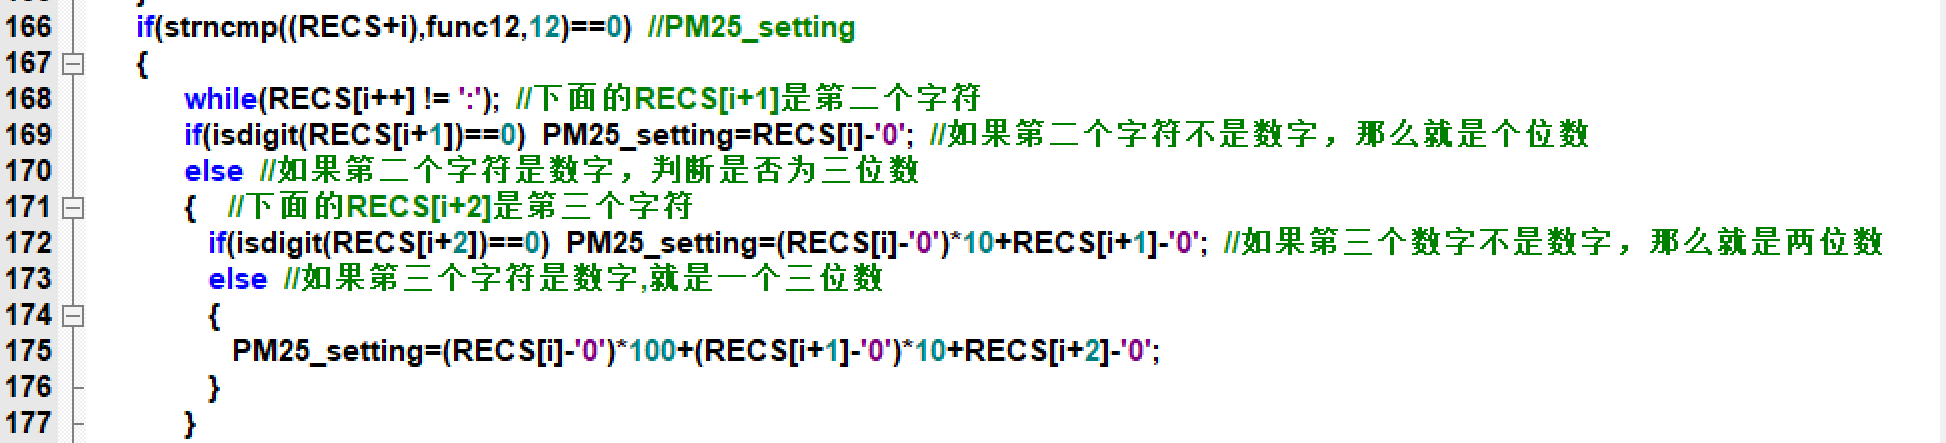 166 if(strncmp((RECS+i),func12,12)==0) //PM25_setting
167 {
168 while(RECS[i++] != ':'); //下面的RECS[i+1]是第二个字符
169 if(isdigit(RECS[i+1])==0) PM25_setting=RECS[i]-'0'; //如果第二个字符不是数字，那么就是个位数
170 else //如果第二个字符是数字，判断是否为三位数
171 { //下面的RECS[i+2]是第三个字符
172 if(isdigit(RECS[i+2])==0) PM25_setting=(RECS[i]-'0')*10+RECS[i+1]-'0'; //如果第三个数字不是数字，那么就是两位数
173 else //如果第三个字符是数字,就是一个三位数
174 {
175 PM25_setting=(RECS[i]-'0')*100+(RECS[i+1]-'0')*10+RECS[i+2]-'0';
176 }
177 }